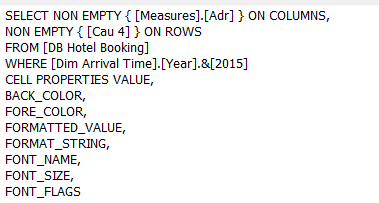 SELECT NON EMPTY { [Measures].[Adr] } ON COLUMNS,
NON EMPTY { [Cau 4] } ON ROWS
FROM [DB Hotel Booking]
WHERE [Dim Arrival Time].[Year].&[2015]
CELL PROPERTIES VALUE,
BACK_COLOR,
FORE_COLOR,
FORMATTED_VALUE,
FORMAT_STRING,
FONT_NAME,
FONT_SIZE,
FONT_FLAGS